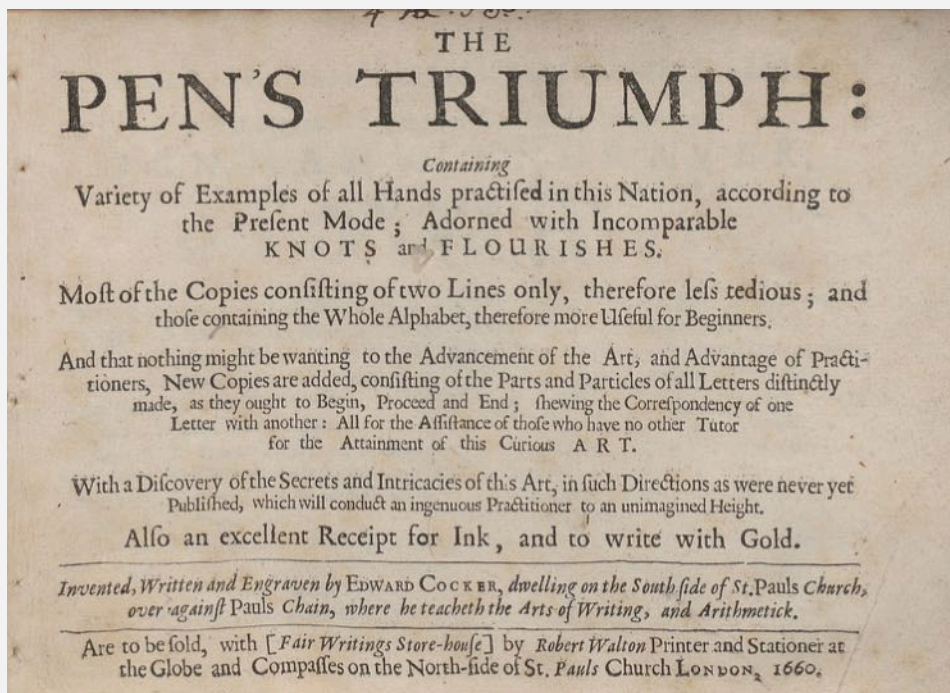 THE
PEN'S TRIUMPH:
Containing
Variety of Examples of all Hands practiſed in this Nation, according to
the Preſent Mode; Adorned with Incomparable
KNOTS and FLOURISHES.
Moſt of the Copies conſiſting of two Lines only, therefore leſs tedious; and
thoſe containing the Whole Alphabet, therefore more Uſeful for Beginners.
And that nothing might be wanting to the Advancement of the Art, and Advantage of Practi-
tioners, New Copies are added, conſiſting of the Parts and Particles of all Letters diſtinctly
made, as they ought to Begin, Proceed and End; ſhewing the Correſpondency of one
Letter with another: All for the Aſſiſtance of thoſe who have no other Tutor
for the Attainment of this Curious ART.
With a Diſcovery of the Secrets and Intricacies of this Art, in ſuch Directions as were never yet
Publiſhed, which will conduct an ingenuous Practitioner to an unimagined Height.
Alſo an excellent Receipt for Ink, and to write with Gold.
Invented, Written and Engraven by EDWARD COCKER, dwelling on the South ſide of St. Pauls Church,
over againſt Pauls Chain, where he teacheth the Arts of Writing, and Arithmetick.
Are to be ſold, with [Fair Writings Store-houſe] by Robert Walton Printer and Stationer at
the Globe and Compaſſes on the North-ſide of St. Pauls Church LONDON, 1660.